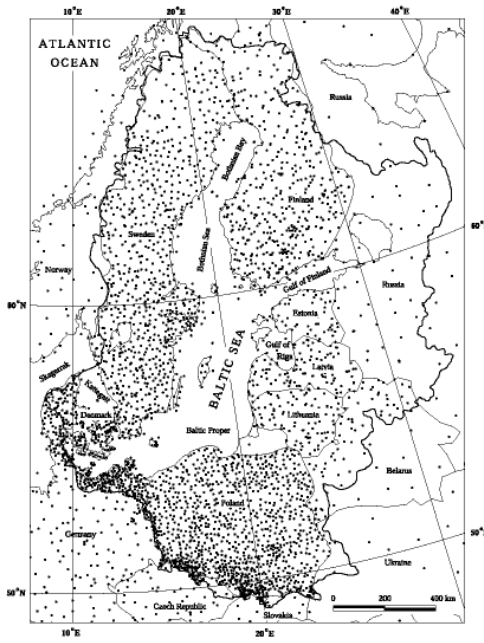 10°E
20°E
30°E
40°E
ATLANTIC
OCEAN
Russia
Bothnian Bay
Finland
Sweden
Bothnian Sea
60°
Norway
Gulf of Finland
Russia
60°N
Estonia
Skagerrak
Gulf of
Riga
BALTIC SEA
Latvia
Kattegat
Denmark
Lithuania
Baltic Proper
Belarus
Poland
Germany
50°N
Ukraine
50°N
Czech Republic
Slovakia
0 200 400 km
10°E
20°E